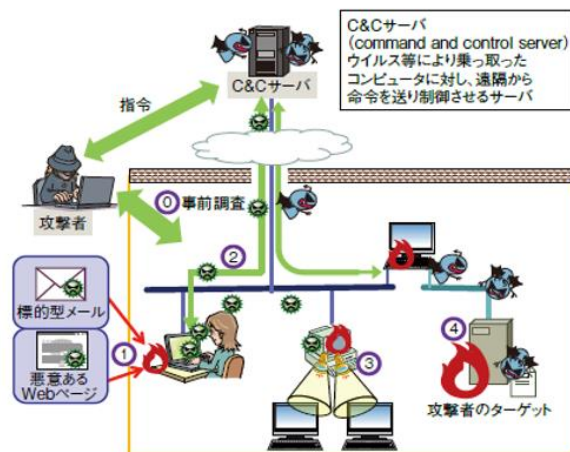 C&Cサーバ
(command and control server)
ウイルス等により乗っ取った
コンピュータに対し、遠隔から
命令を送り制御させるサーバ
C&Cサーバ
指令
攻撃者
⓪事前調査
②
標的型メール
①
悪意ある
Webページ
③
④
攻撃者のターゲット